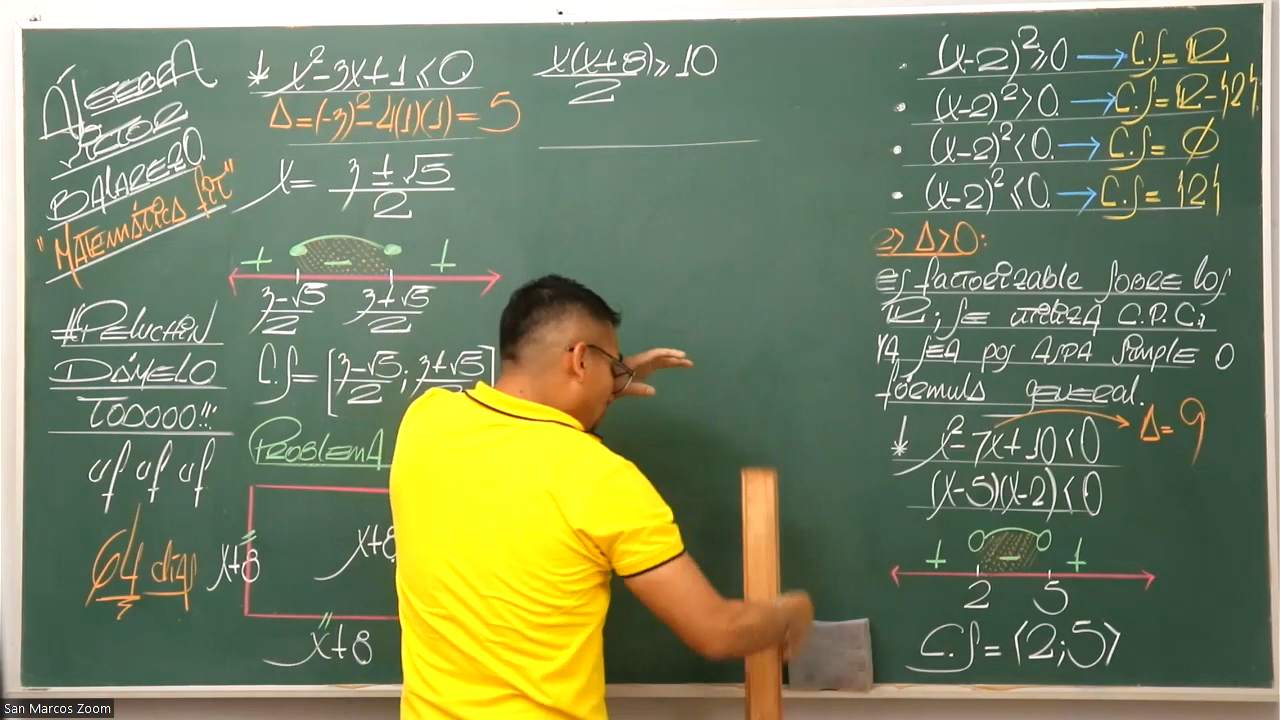 ÁLGEBRA
VÍCTOR
BALAREZO.
"MATEMÁTICA FIT"
#PELUCHÍN
DÁMELO
TODOOO!!!
uf uf uf
64 días
* x²-3x+1≤0
Δ=(-3)²-4(1)(1)=5
x= 3±√5 / 2
+ - +
3-√5 / 2   3+√5 / 2
C.S=[3-√5 / 2 ; 3+√5 / 2]
PROBLEMA
x+8
x+8
x+8
x(x+8) / 2 ≥10
• (x-2)²≥0 → C.S=ℝ
• (x-2)²>0. → C.S=ℝ-{2}
• (x-2)²<0. → C.S=∅
• (x-2)²≤0. → C.S={2}
2> Δ>0:
Es factorizable sobre los
ℝ; se utiliza C.P.C;
YA SEA por ASPA simple o
fórmula general.
* x²-7x+10<0 → Δ=9
(x-5)(x-2)<0
+ - +
2 5
C.S=⟨2;5⟩
San Marcos Zoom